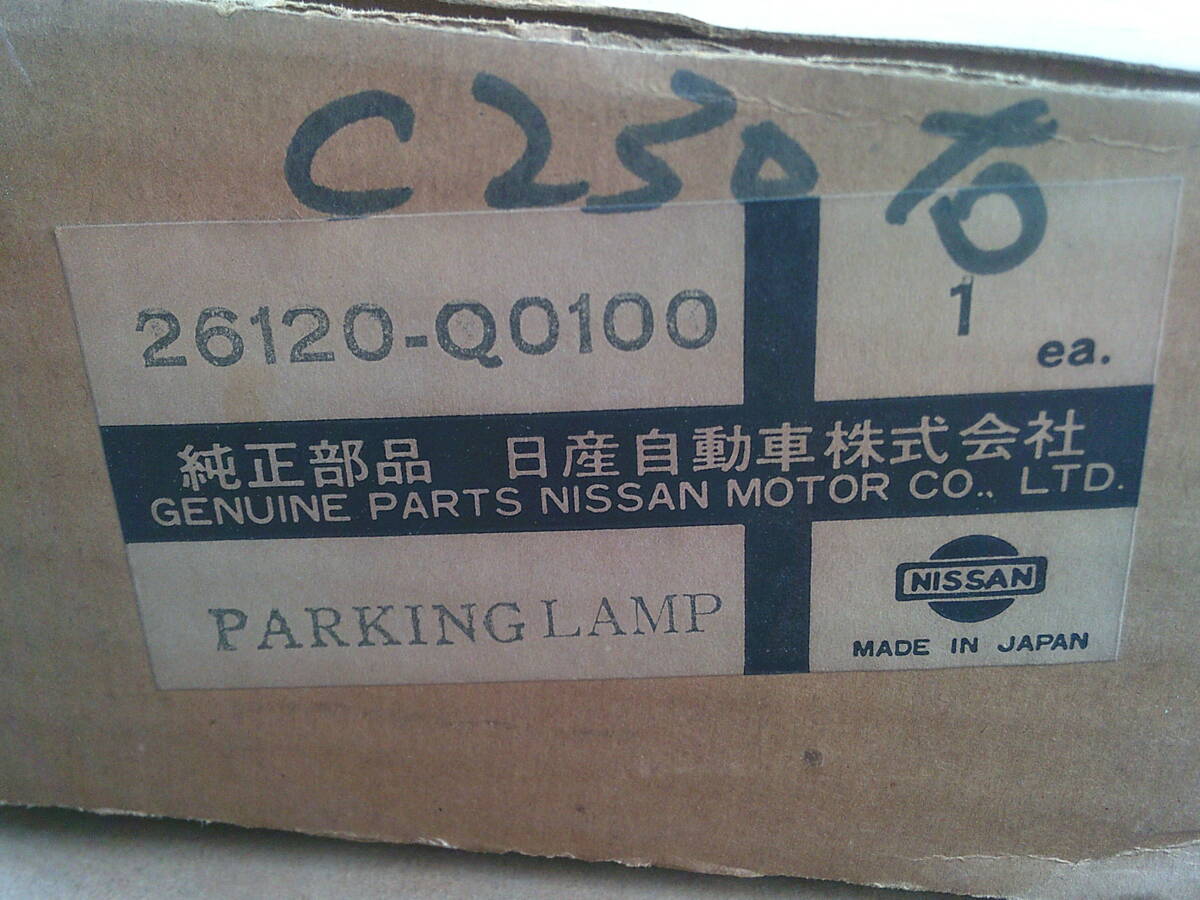 C230 右
26120-Q0100
1
ea.
純正部品 日産自動車株式会社
GENUINE PARTS NISSAN MOTOR CO., LTD.
PARKING LAMP
NISSAN
MADE IN JAPAN